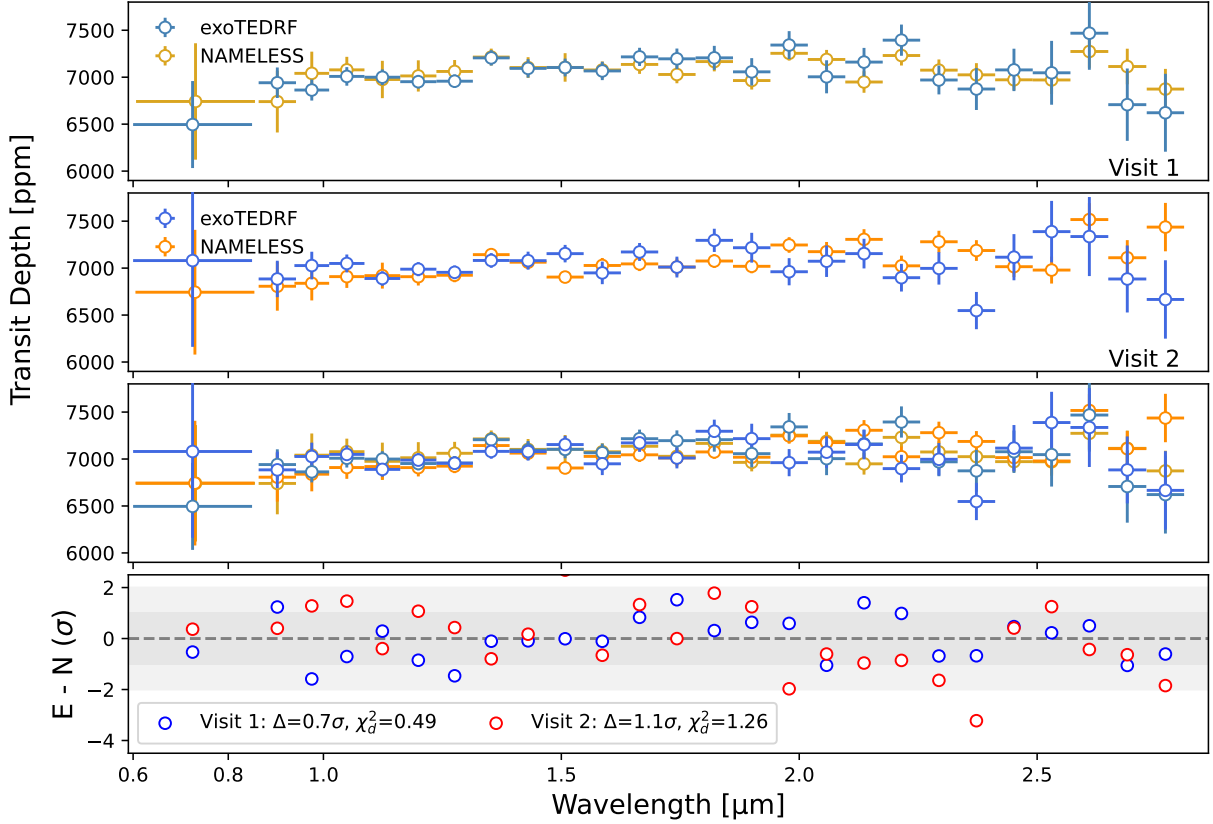 Transit Depth [ppm]
7500
7000
6500
6000
exoTEDRF
NAMELESS
Visit 1
7500
7000
6500
6000
exoTEDRF
NAMELESS
Visit 2
7500
7000
6500
6000
E - N (σ)
2
0
−2
−4
Visit 1: Δ=0.7σ, χ²_d=0.49
Visit 2: Δ=1.1σ, χ²_d=1.26
0.6 0.8 1.0 1.5 2.0 2.5
Wavelength [μm]